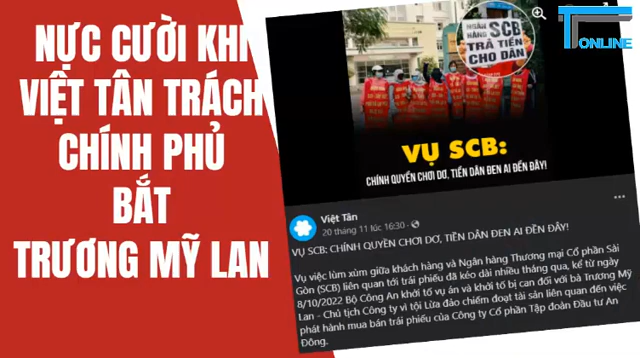 NỰC CƯỜI KHI
VIỆT TÂN TRÁCH
CHÍNH PHỦ
BẮT
TRƯƠNG MỸ LAN
ONLINE
NGÂN HÀNG SCB
TRẢ TIỀN
CHO DÂN
VỤ SCB:
CHÍNH QUYỀN CHƠI DƠ, TIỀN DÂN ĐEN AI ĐỀN ĐÂY!
Việt Tân
20 tháng 11 lúc 16:30
VỤ SCB: CHÍNH QUYỀN CHƠI DƠ, TIỀN DÂN ĐEN AI ĐỀN ĐÂY!
Vụ việc lùm xùm giữa khách hàng và Ngân hàng Thương mại Cổ phần Sài
Gòn (SCB) liên quan tới trái phiếu đã kéo dài nhiều tháng qua, kể từ ngày
8/10/2022 Bộ Công An khởi tố vụ án và khởi tố bị can đối với bà Trương Mỹ
Lan - Chủ tịch Công ty vì tội Lừa đảo chiếm đoạt tài sản liên quan đến việc
phát hành mua bán trái phiếu của Công ty Cổ phần Tập đoàn Đầu tư An
Đông.